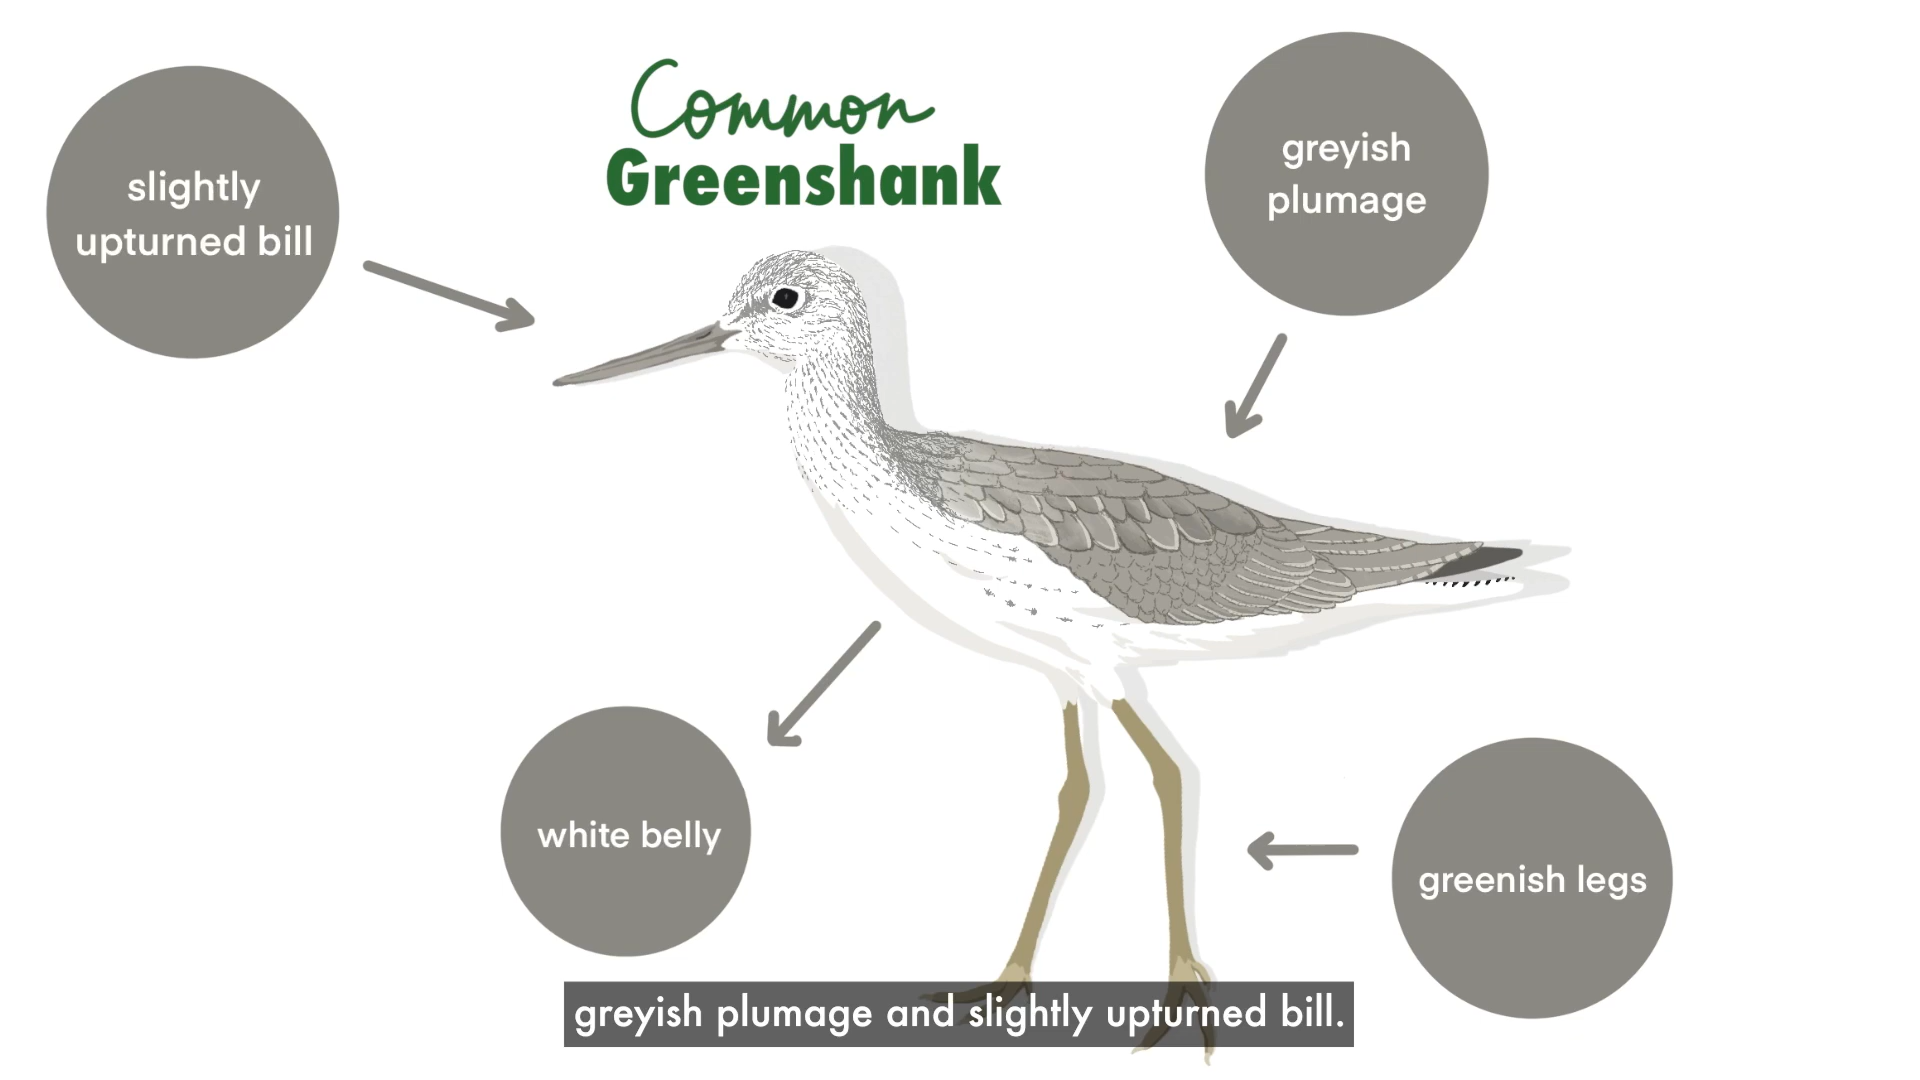 Common
Greenshank
slightly
upturned bill
greyish
plumage
white belly
greenish legs
greyish plumage and slightly upturned bill.